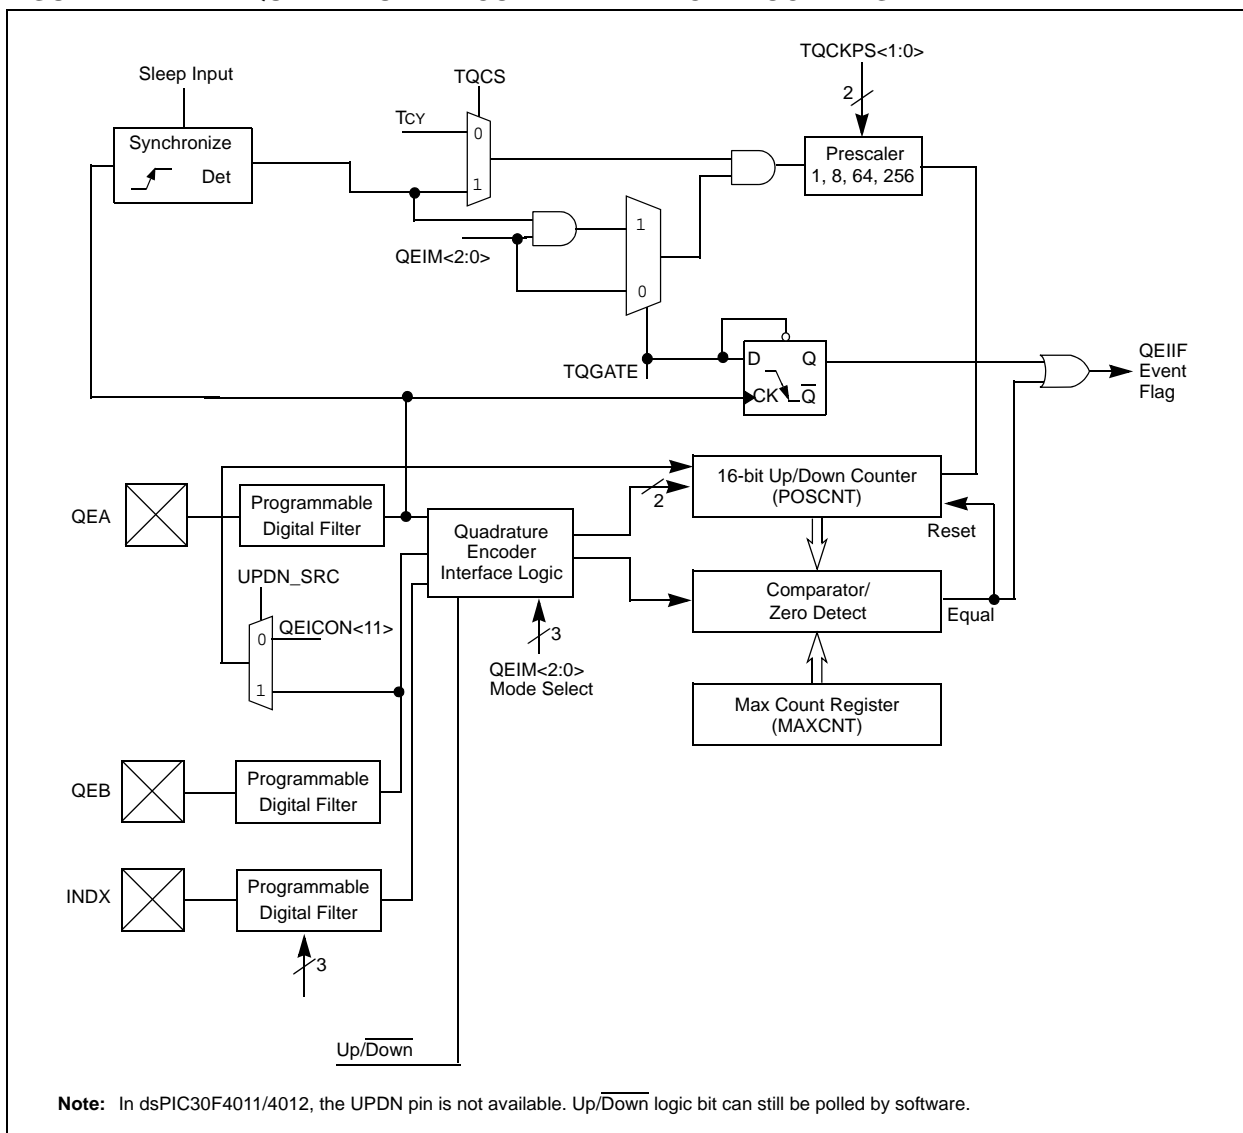 TQCKPS<1:0>
Sleep Input
TQCS
2
TCY
0
Synchronize
Det
1
Prescaler
1, 8, 64, 256
1
QEIM<2:0>
0
D Q
TQGATE
CK Q
QEIIF
Event
Flag
16-bit Up/Down Counter
(POSCNT)
2
Programmable
Digital Filter
QEA
Quadrature
Encoder
Interface Logic
Reset
UPDN_SRC
Comparator/
Zero Detect
Equal
0
QEICON<11>
3
1
QEIM<2:0>
Mode Select
Max Count Register
(MAXCNT)
QEB
Programmable
Digital Filter
INDX
Programmable
Digital Filter
3
Up/Down
Note: In dsPIC30F4011/4012, the UPDN pin is not available. Up/Down logic bit can still be polled by software.